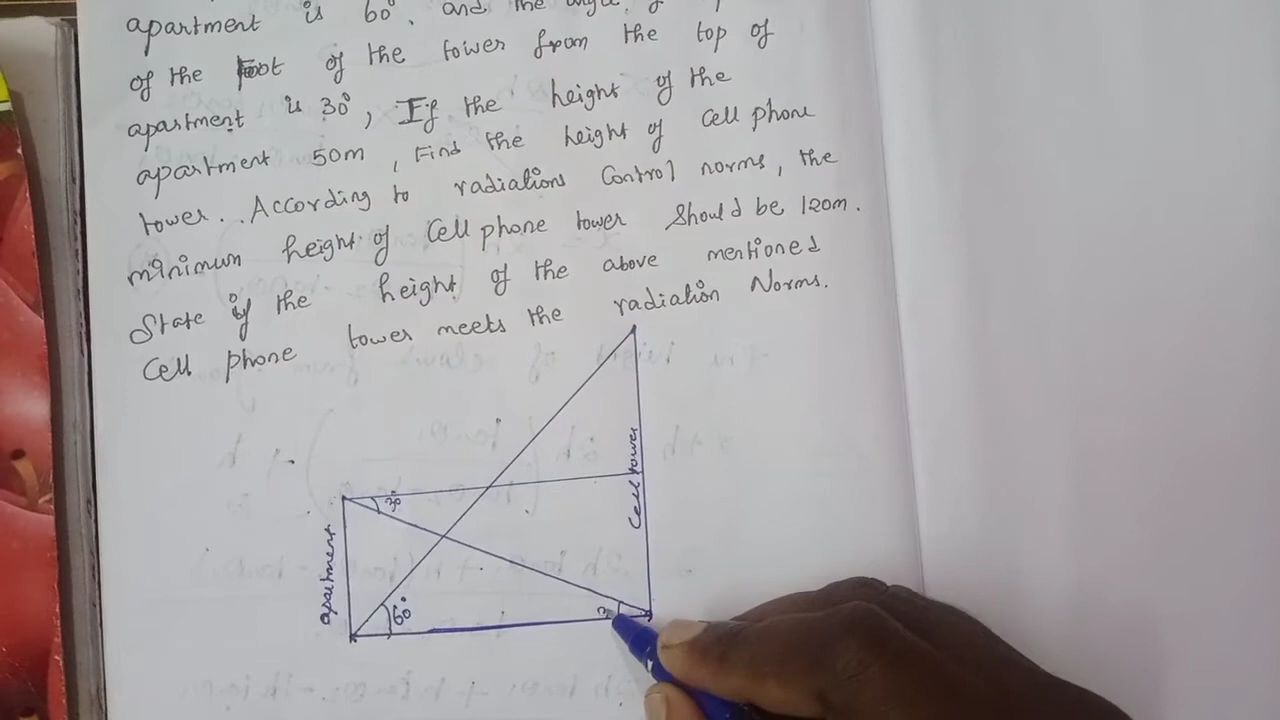 apartment is 60°. and the angle of
of the Foot of the tower from the top of
apartment is 30°, If the height of the
apartment 50m, Find the height of cell phone
tower. According to radiations Control norms, the
minimum height of Cell phone tower Should be 120m.
State if the height of the above mentioned
Cell phone tower meets the radiation Norms.
30°
Cell tower
apartment
60°